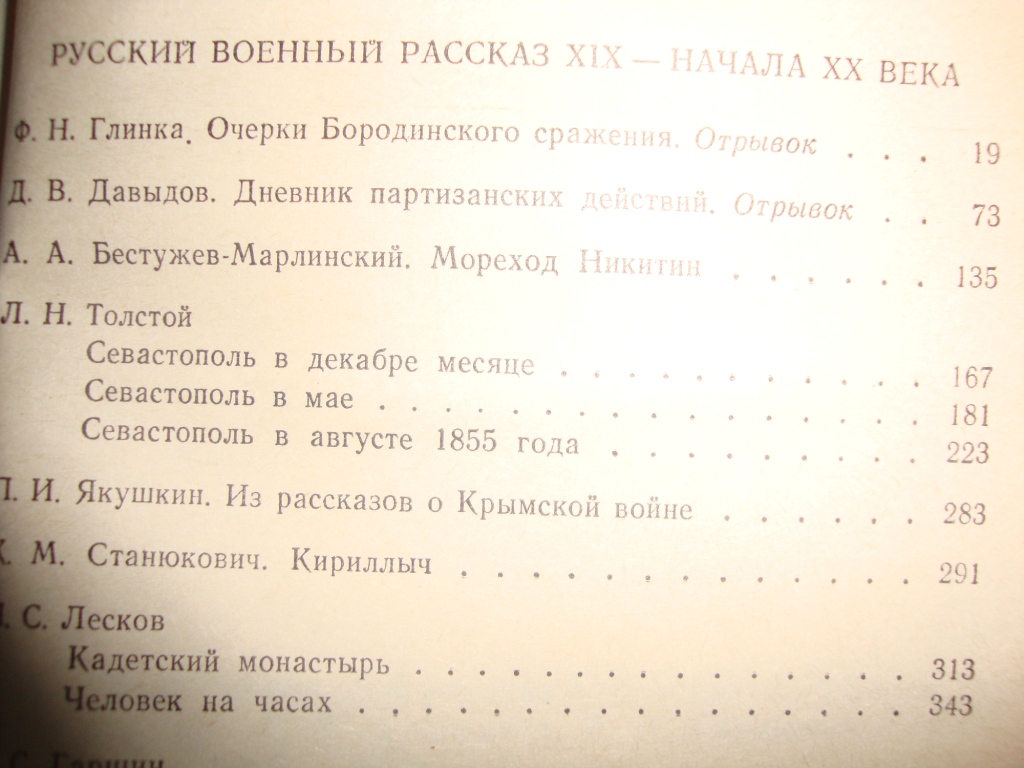 РУССКИЙ ВОЕННЫЙ РАССКАЗ XIX — НАЧАЛА XX ВЕКА
Ф. Н. Глинка. Очерки Бородинского сражения. Отрывок . . . 19
Д. В. Давыдов. Дневник партизанских действий. Отрывок . . 73
А. А. Бестужев-Марлинский. Мореход Никитин . . . . . . 135
Л. Н. Толстой
Севастополь в декабре месяце . . . . . . . . . . . 167
Севастополь в мае . . . . . . . . . . . . . . . . 181
Севастополь в августе 1855 года . . . . . . . . . 223
П. И. Якушкин. Из рассказов о Крымской войне . . . . . . 283
К. М. Станюкович. Кириллыч . . . . . . . . . . . . . 291
С. Лесков
Кадетский монастырь . . . . . . . . . . . . . . . 313
Человек на часах . . . . . . . . . . . . . . . . . 343
С. Гаршин